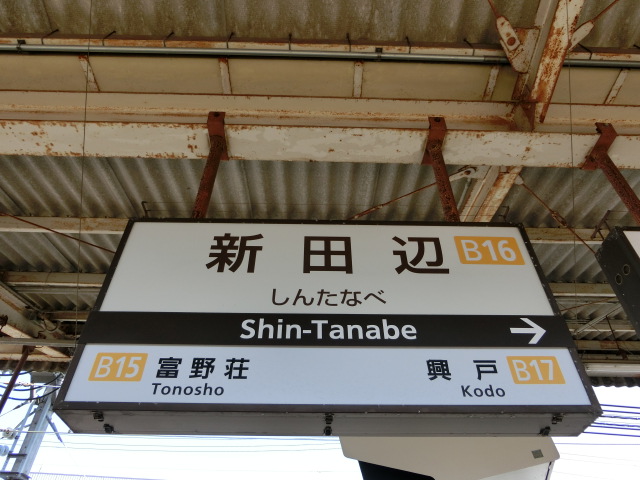 新田辺 B16
しんたなべ
Shin-Tanabe
B15 富野荘 興戸 B17
Tonosho Kodo